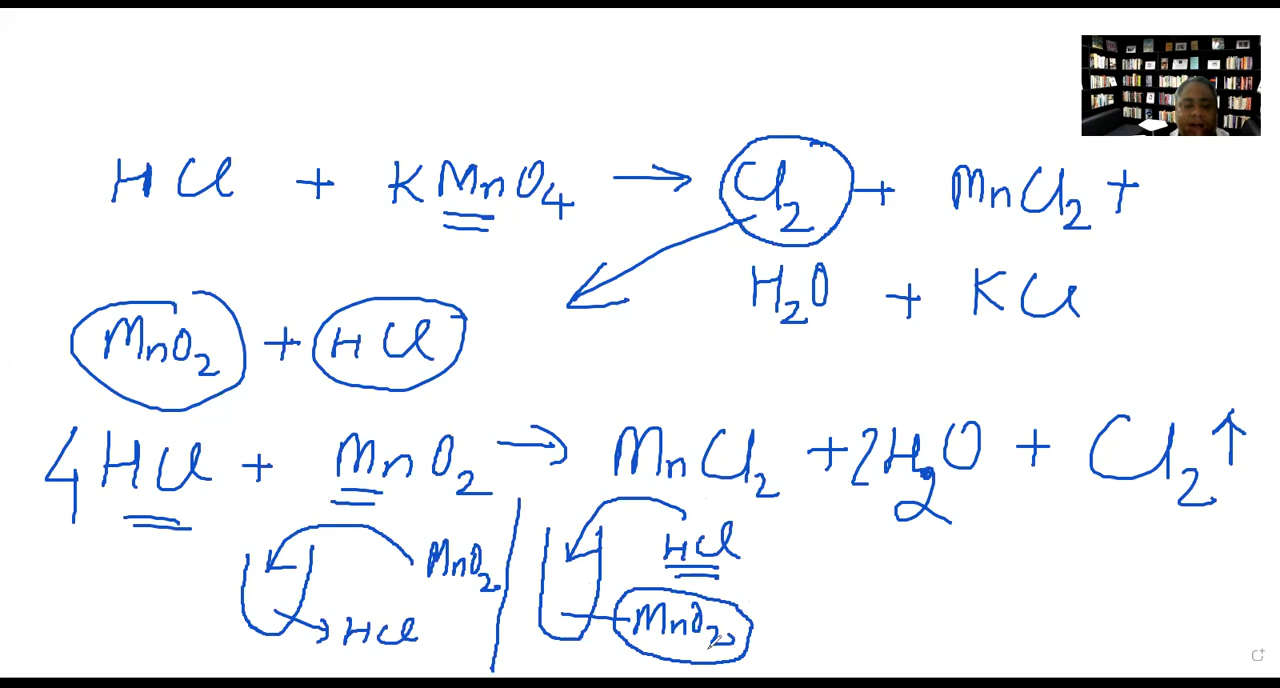 HCl + KMnO4 → Cl2 + MnCl2 +
H2O + KCl
MnO2 + HCl
4HCl + MnO2 → MnCl2 + 2H2O + Cl2↑
MnO2
HCl
HCl
MnO2